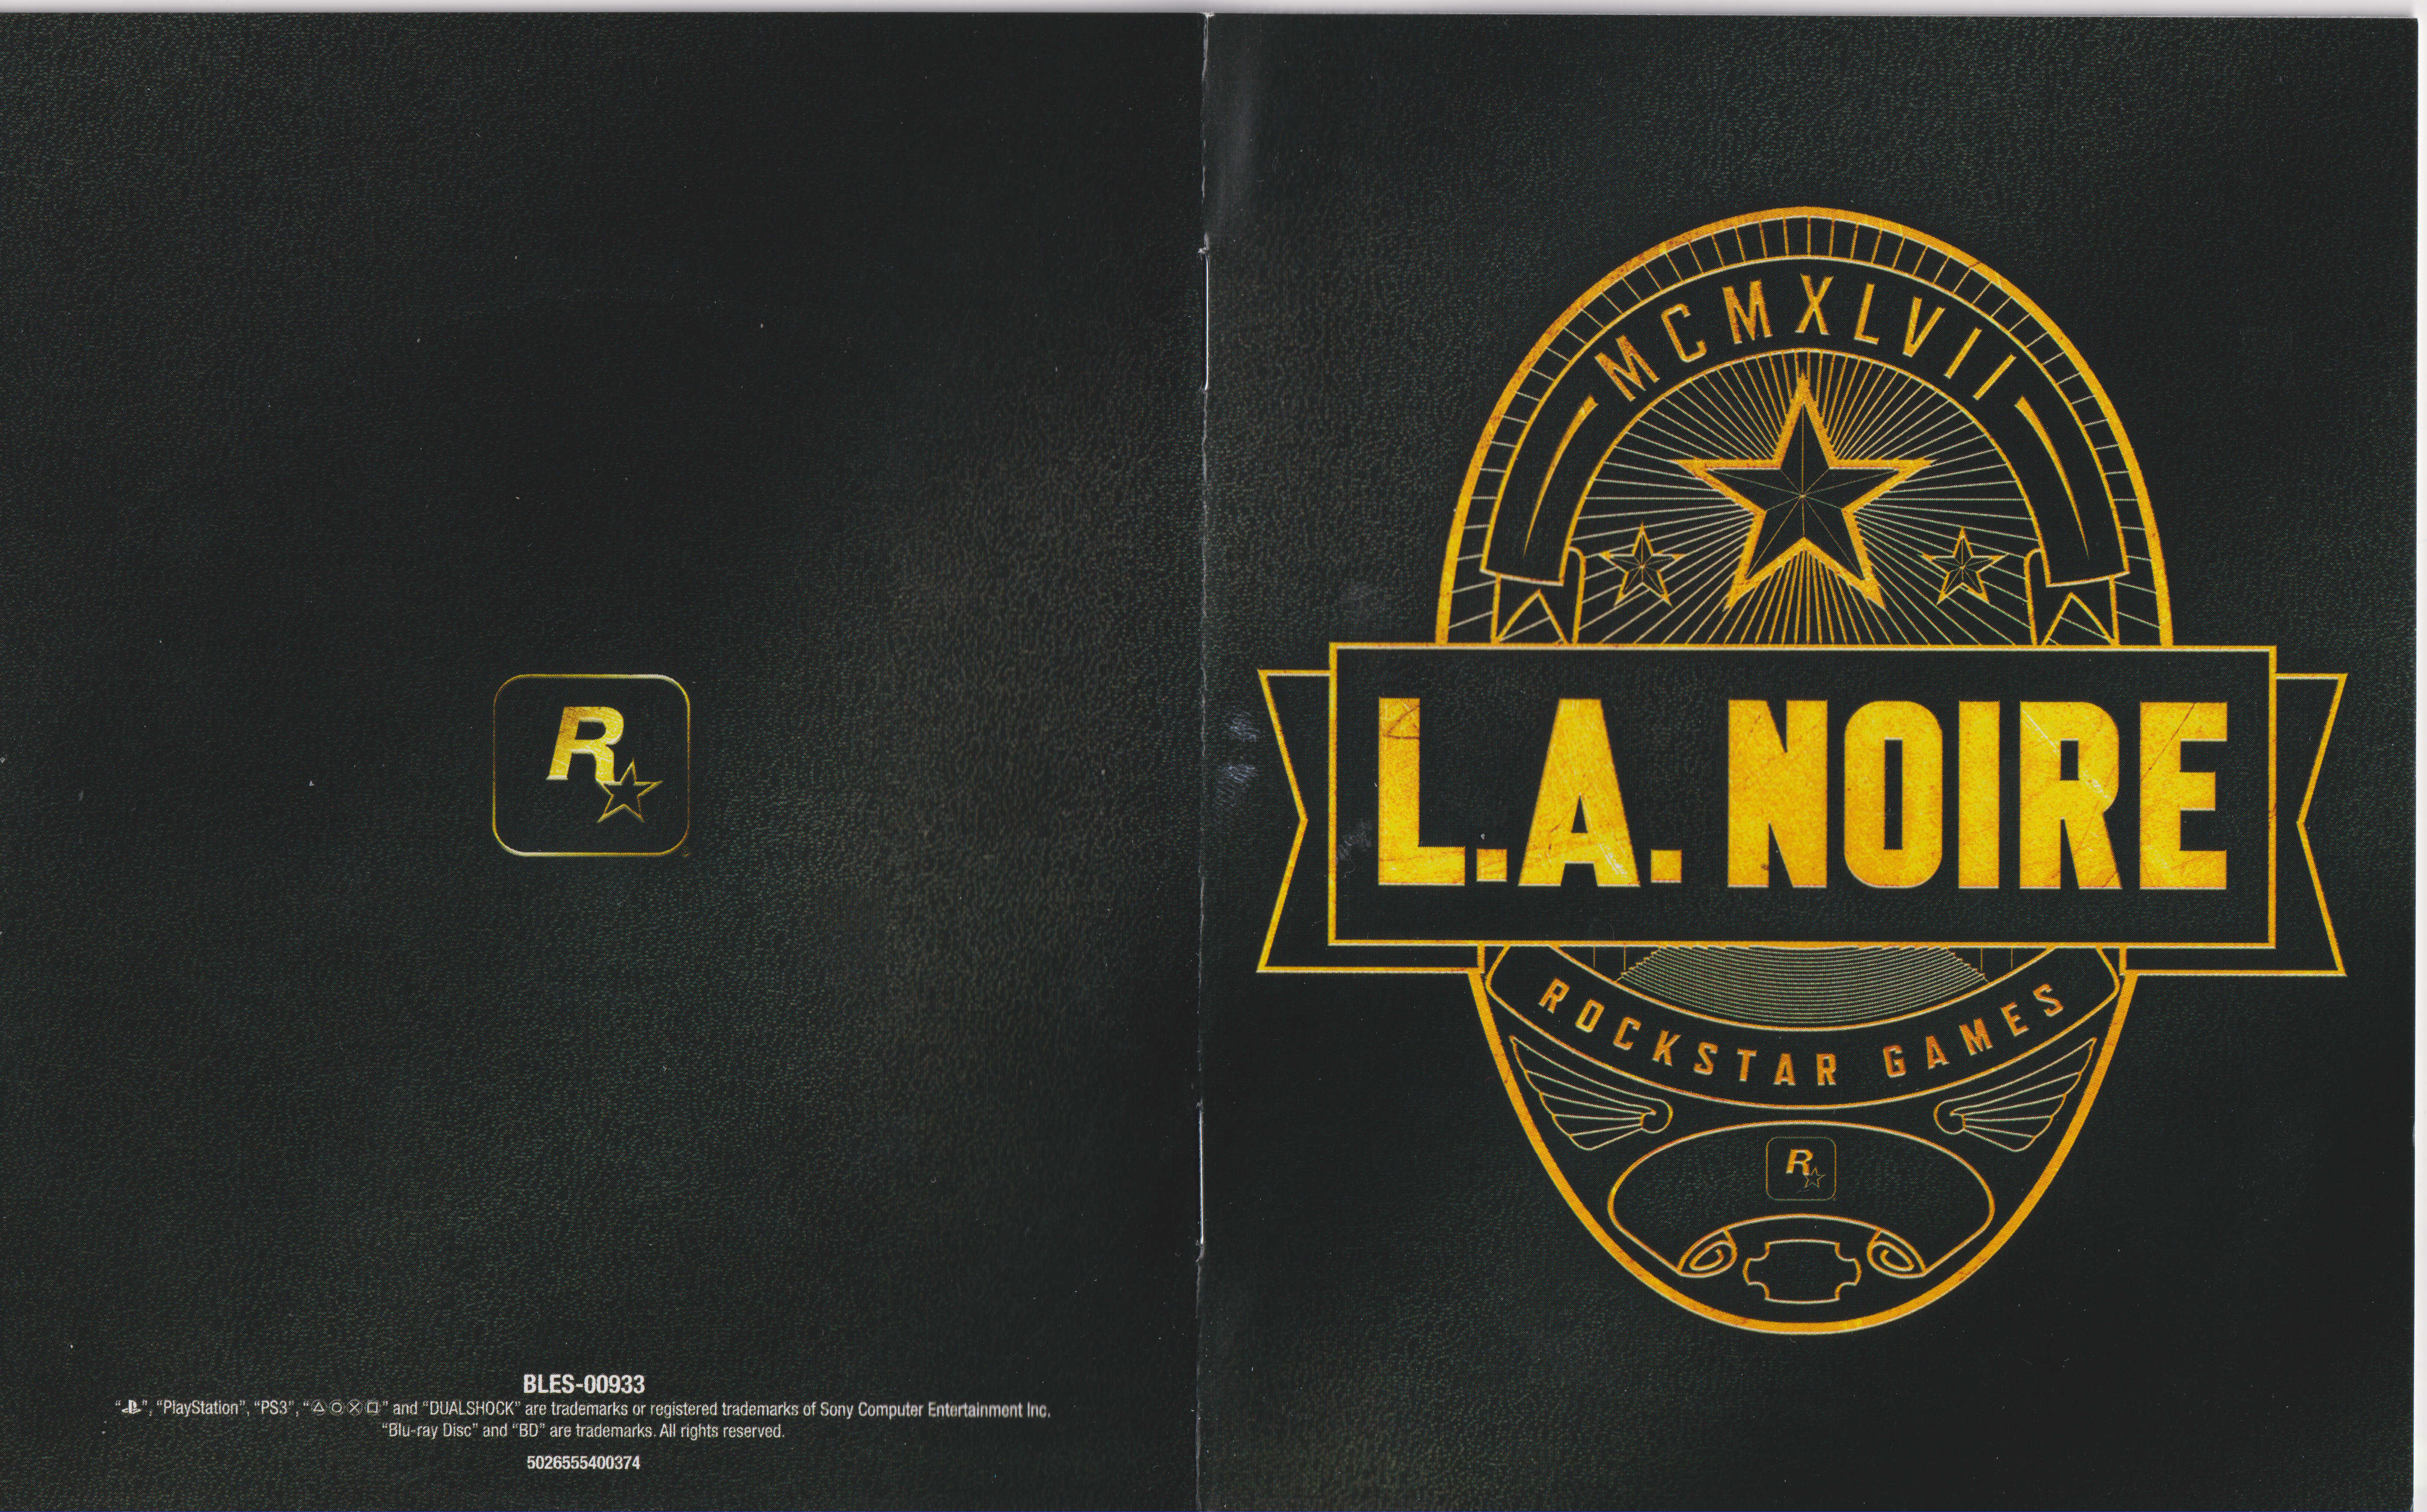 R
BLES-00933
“”, “PlayStation”, “PS3”, “△○✕□” and “DUALSHOCK” are trademarks or registered trademarks of Sony Computer Entertainment Inc.
“Blu-ray Disc” and “BD” are trademarks. All rights reserved.
5026555400374
MCMXLVII
L.A. NOIRE
ROCKSTAR GAMES
R